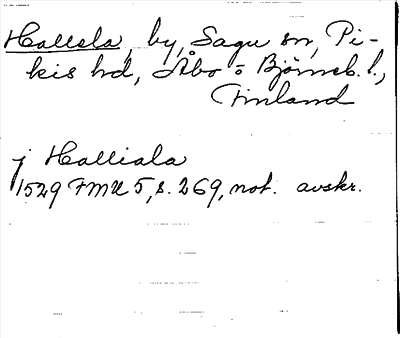 Hallela, by, Sagu sn, Pi-
kis hd, Åbo o Björneb. l.,
Finland
j Halliala
1529 FMU 5, s. 269, not. avskr.